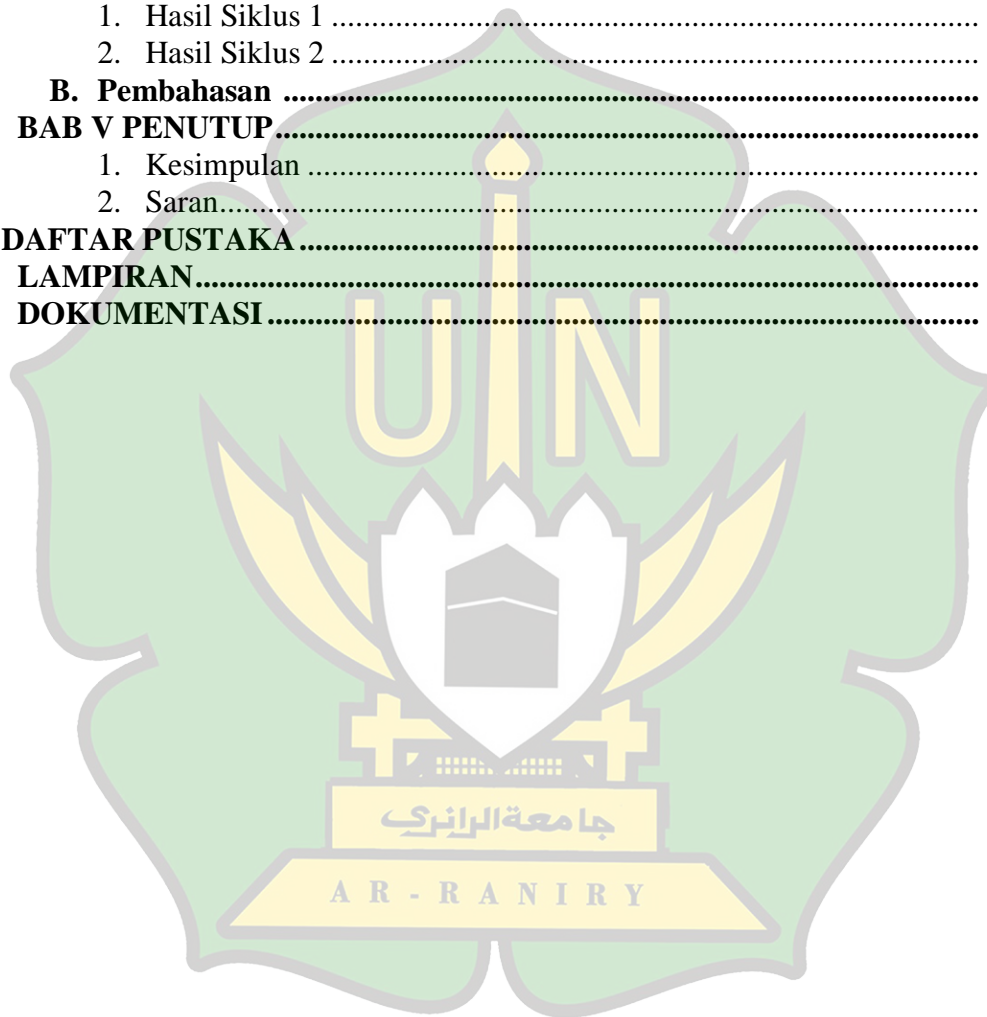 1. Hasil Siklus 1 ..................................................................................
2. Hasil Siklus 2 ..................................................................................
B. Pembahasan ........................................................................................
BAB V PENUTUP.........................................................................................
1. Kesimpulan .....................................................................................
2. Saran................................................................................................
DAFTAR PUSTAKA......................................................................................
LAMPIRAN...................................................................................................
DOKUMENTASI..........................................................................................
UIN
جامعةالرانري
AR-RANIRY